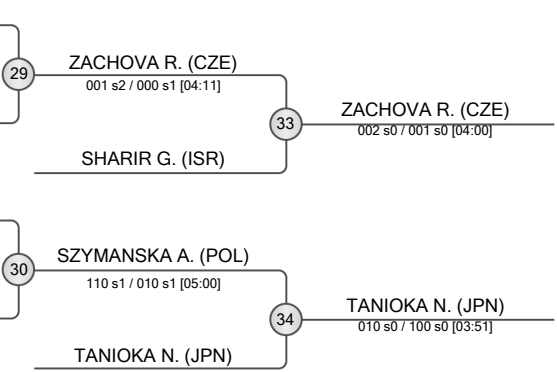 29
ZACHOVA R. (CZE)
001 s2 / 000 s1 [04:11]
33
ZACHOVA R. (CZE)
002 s0 / 001 s0 [04:00]
SHARIR G. (ISR)
30
SZYMANSKA A. (POL)
110 s1 / 010 s1 [05:00]
34
TANIOKA N. (JPN)
010 s0 / 100 s0 [03:51]
TANIOKA N. (JPN)